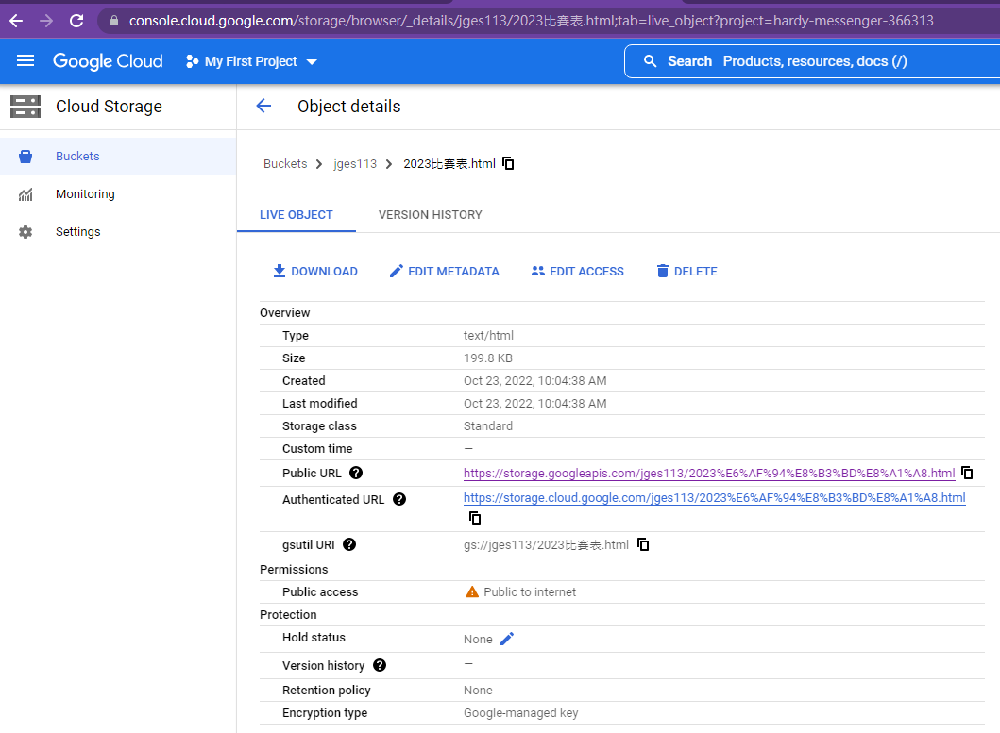 console.cloud.google.com/storage/browser/_details/jges113/2023比賽表.html;tab=live_object?project=hardy-messenger-366313
Google Cloud My First Project Search Products, resources, docs (/)
Cloud Storage
Object details
Buckets
Monitoring
Settings
Buckets jges113 2023比賽表.html
LIVE OBJECT VERSION HISTORY
DOWNLOAD EDIT METADATA EDIT ACCESS DELETE
Overview
Type text/html
Size 199.8 KB
Created Oct 23, 2022, 10:04:38 AM
Last modified Oct 23, 2022, 10:04:38 AM
Storage class Standard
Custom time —
Public URL https://storage.googleapis.com/jges113/2023%E6%AF%94%E8%B3%BD%E8%A1%A8.html
Authenticated URL https://storage.cloud.google.com/jges113/2023%E6%AF%94%E8%B3%BD%E8%A1%A8.html
gsutil URI gs://jges113/2023比賽表.html
Permissions
Public access Public to internet
Protection
Hold status None
Version history —
Retention policy None
Encryption type Google-managed key